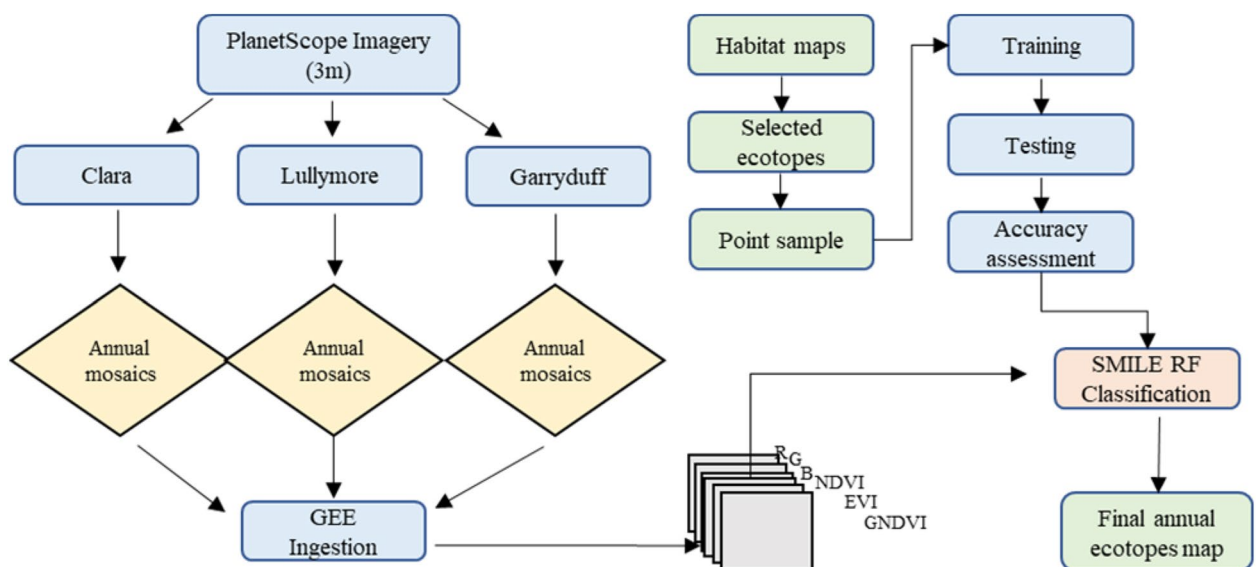 PlanetScope Imagery
(3m)
Clara
Lullymore
Garryduff
Annual
mosaics
Annual
mosaics
Annual
mosaics
GEE
Ingestion
R
G
B
NDVI
EVI
GNDVI
Habitat maps
Selected
ecotopes
Point sample
Training
Testing
Accuracy
assessment
SMILE RF
Classification
Final annual
ecotopes map